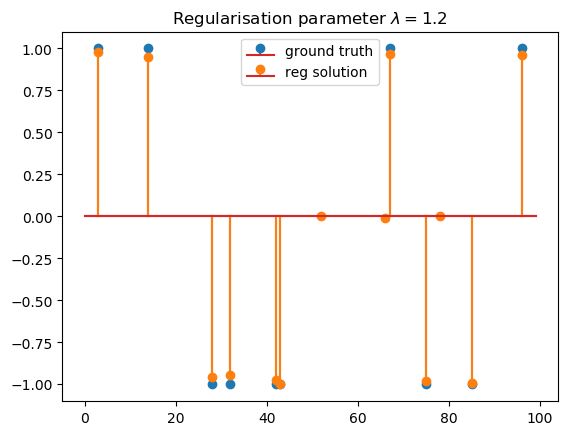 Regularisation parameter λ = 1.2
ground truth
reg solution
1.00
0.75
0.50
0.25
0.00
−0.25
−0.50
−0.75
−1.00
0 20 40 60 80 100